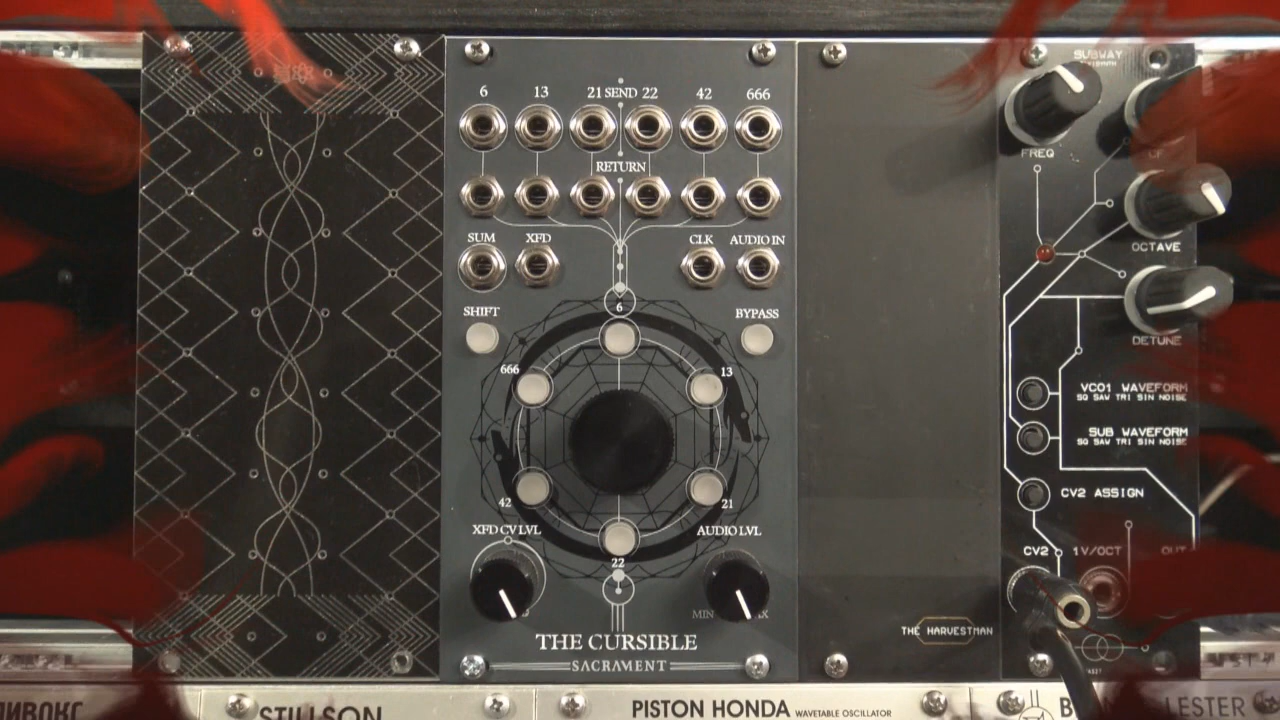 6 13 21 SEND 22 42 666
RETURN
SUM XFD CLK AUDIO IN
SHIFT 6 BYPASS
666 13
42 21
XFD CV LVL AUDIO LVL
22
MIN
THE CURSIBLE
SACRAMENT
THE HARVESTMAN
SUBWAY
FREQ
OCTAVE
DETUNE
VCO1 WAVEFORM
SQ SAW TRI SIN NOISE
SUB WAVEFORM
SQ SAW TRI SIN NOISE
CV2 ASSIGN
CV2 1V/OCT OUT
STILLSON
PISTON HONDA WAVETABLE OSCILLATOR
LESTER